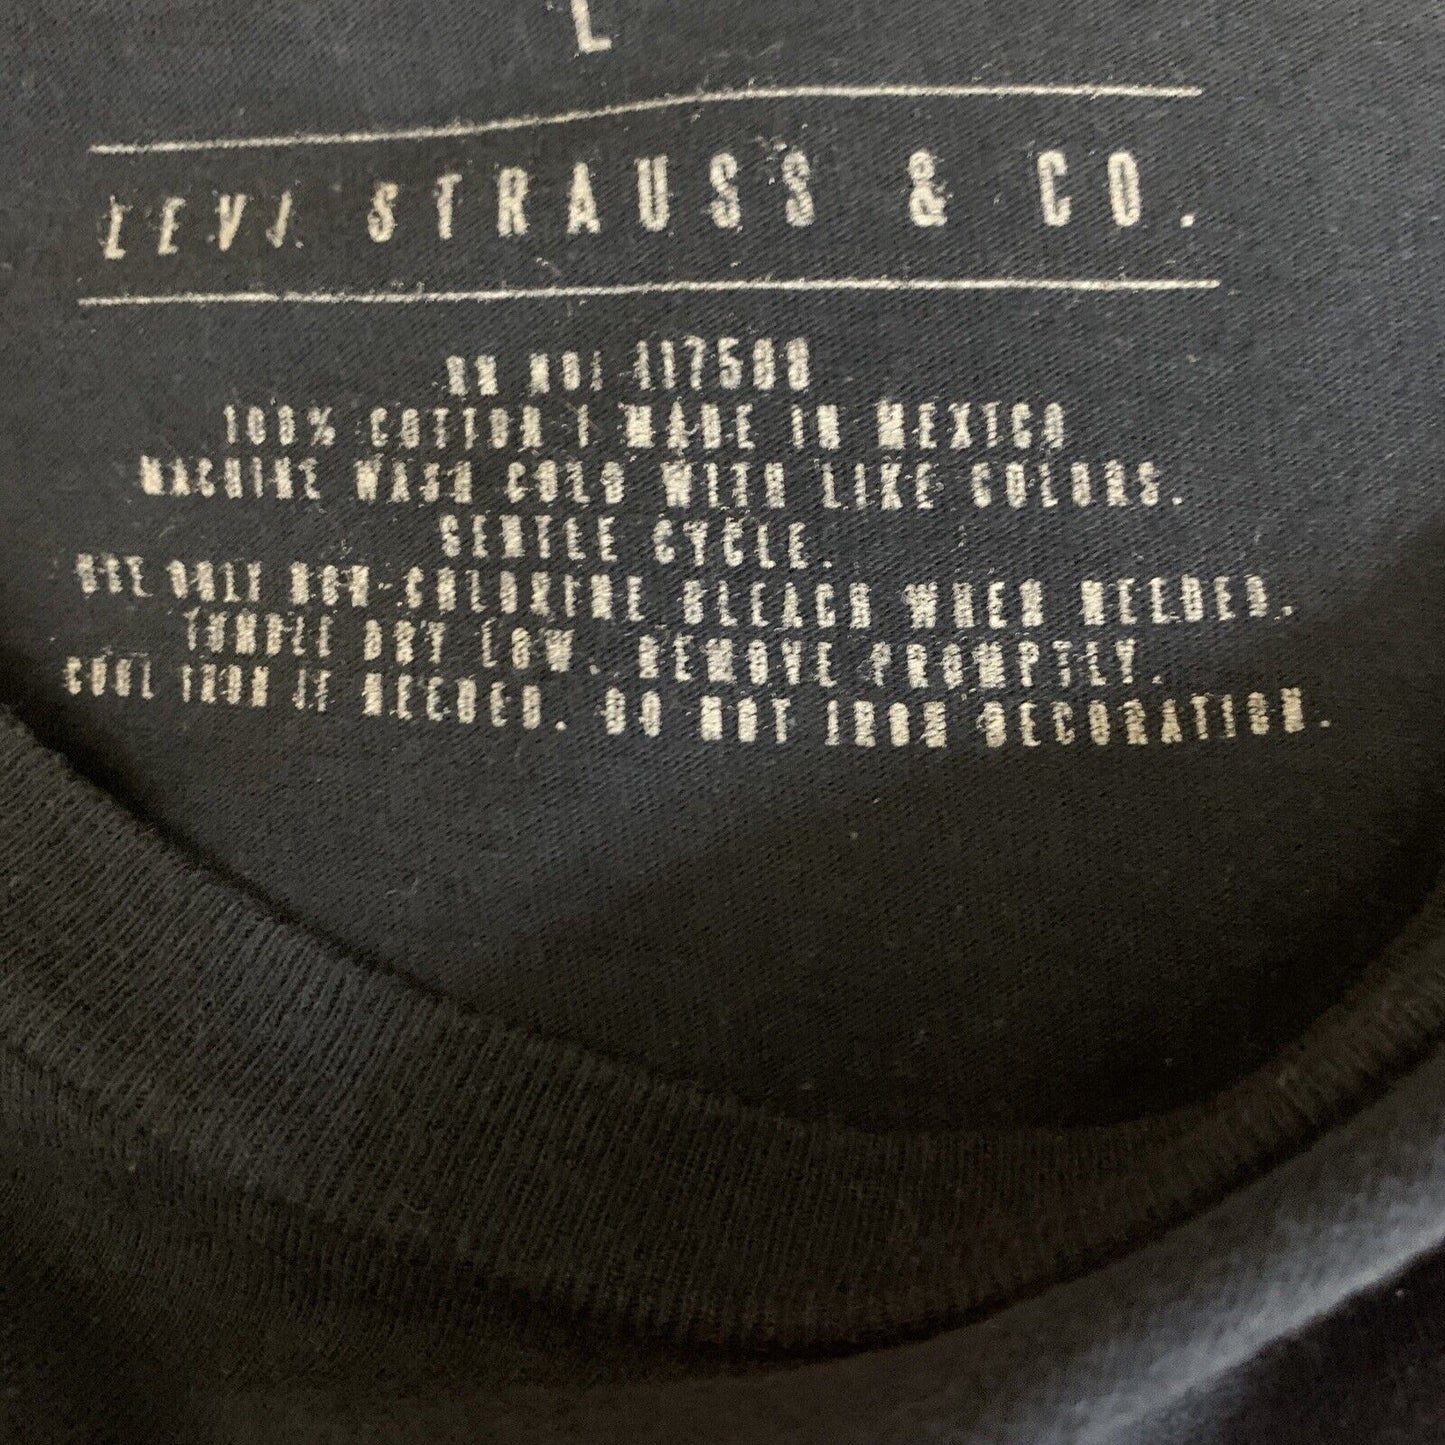 L
LEVI STRAUSS & CO.
RN NO: 117588
100% COTTON | MADE IN MEXICO
MACHINE WASH COLD WITH LIKE COLORS.
GENTLE CYCLE.
USE ONLY NON-CHLORINE BLEACH WHEN NEEDED.
TUMBLE DRY LOW. REMOVE PROMPTLY.
COOL IRON IF NEEDED. DO NOT IRON DECORATION.